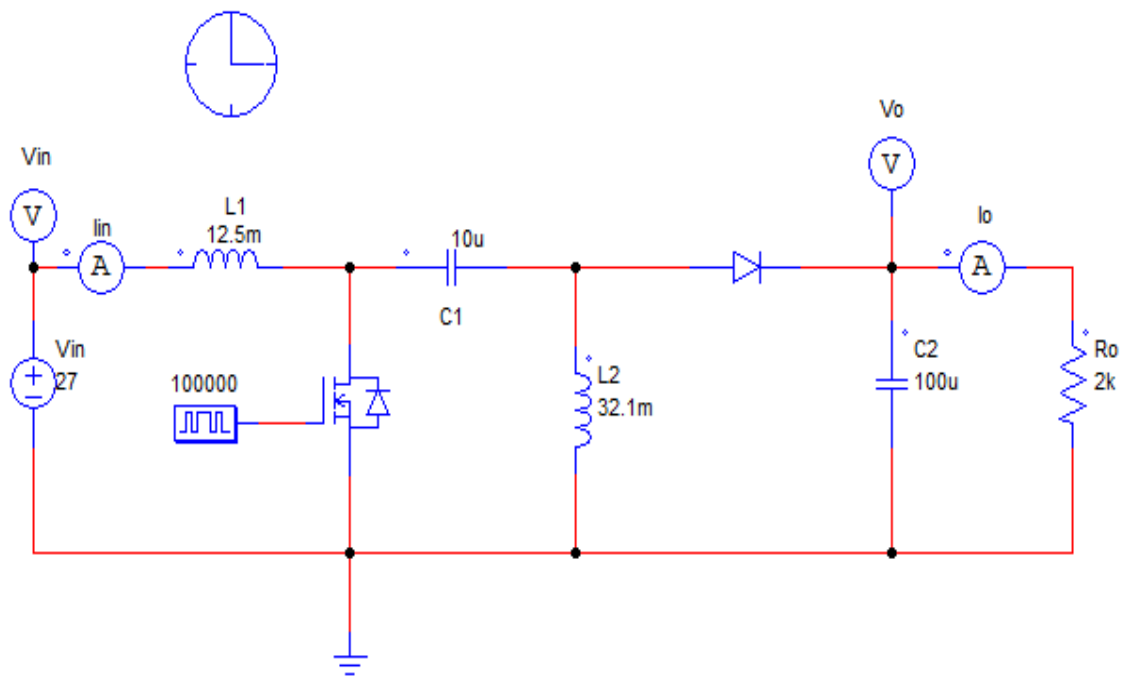 Vo
V
Vin
V
Iin
A
L1
12.5m
10u
C1
Io
A
Vin
27
100000
L2
32.1m
C2
100u
Ro
2k